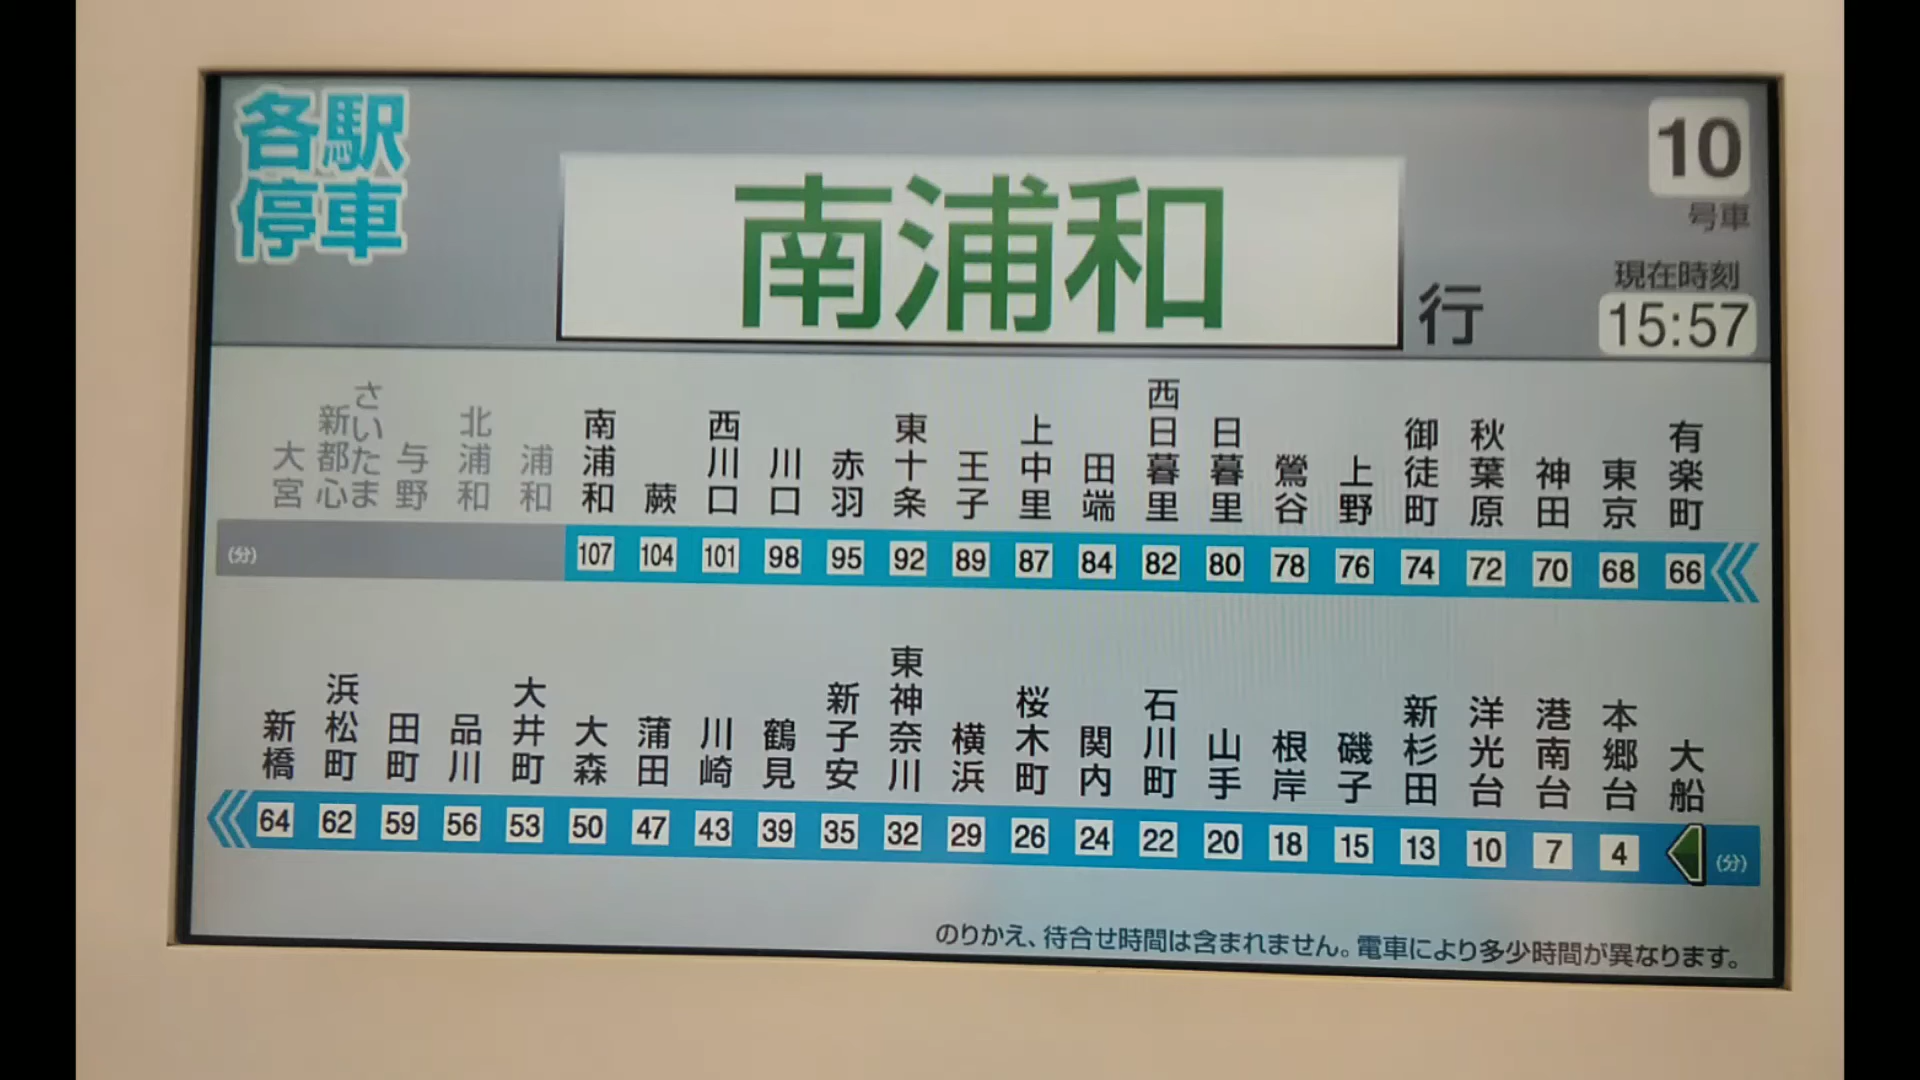 各駅
停車
南浦和
行
10
号車
現在時刻
15:57
大宮
さいたま
新都心
与野
北浦和
浦和
南浦和
蕨
西川口
川口
赤羽
東十条
王子
上中里
田端
西日暮里
日暮里
鶯谷
上野
御徒町
秋葉原
神田
東京
有楽町
(分) 107 104 101 98 95 92 89 87 84 82 80 78 76 74 72 70 68 66
新橋
浜松町
田町
品川
大井町
大森
蒲田
川崎
鶴見
新子安
東神奈川
横浜
桜木町
関内
石川町
山手
根岸
磯子
新杉田
洋光台
港南台
本郷台
大船
64 62 59 56 53 50 47 43 39 35 32 29 26 24 22 20 18 15 13 10 7 4 (分)
のりかえ、待合せ時間は含まれません。電車により多少時間が異なります。